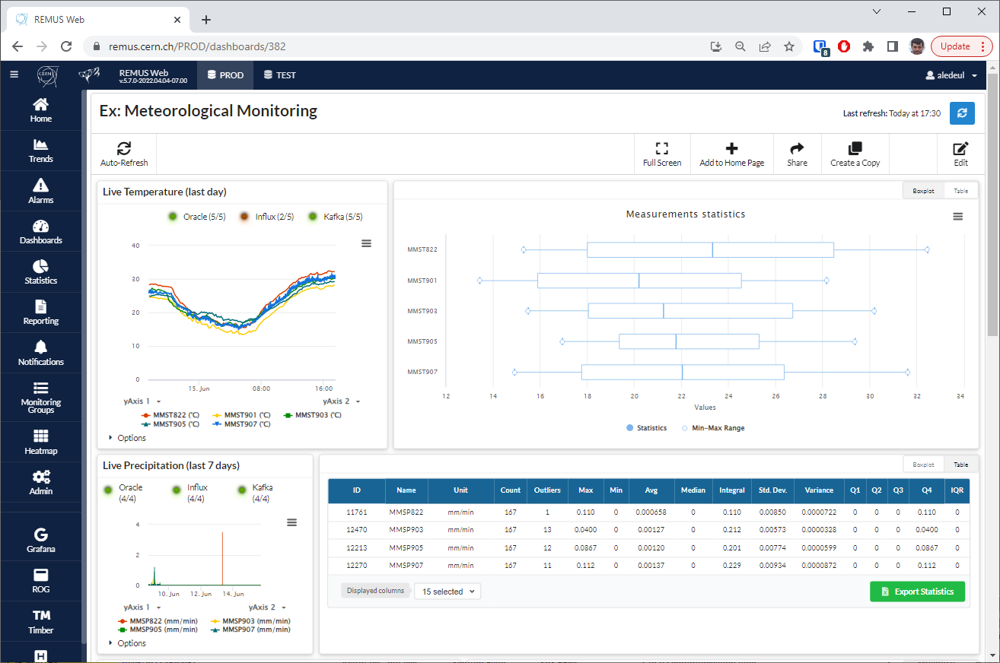 REMUS Web
remus.cern.ch/PROD/dashboards/382
8
Update
CERN
REMUS Web
v.5.7.0-2022.04.04-07.00
PROD
TEST
aledeul
Home
Trends
Alarms
Dashboards
Statistics
Reporting
Notifications
Monitoring
Groups
Heatmap
Admin
G
Grafana
ROG
TM
Timber
H
Ex: Meteorological Monitoring
Last refresh: Today at 17:30
Auto-Refresh
Full Screen
Add to Home Page
Share
Create a Copy
Edit
Live Temperature (last day)
Oracle (5/5) Influx (2/5) Kafka (5/5)
40
30
20
10
0
15. Jun 08:00 16:00
yAxis 1 yAxis 2
MMST822 (℃) MMST901 (℃) MMST903 (℃)
MMST905 (℃) MMST907 (℃)
Options
Boxplot Table
Measurements statistics
MMST822
MMST901
MMST903
MMST905
MMST907
12 14 16 18 20 22 24 26 28 30 32 34
Values
Statistics Min-Max Range
Live Precipitation (last 7 days)
Oracle Influx Kafka
(4/4) (4/4) (4/4)
4
2
0
10. Jun 12. Jun 14. Jun
yAxis 1 yAxis 2
MMSP822 (mm/min) MMSP903 (mm/min)
MMSP905 (mm/min) MMSP907 (mm/min)
Options
Boxplot Table
ID Name Unit Count Outliers Max Min Avg Median Integral Std. Dev. Variance Q1 Q2 Q3 Q4 IQR
11761 MMSP822 mm/min 167 1 0.110 0 0.000658 0 0.110 0.00850 0.0000722 0 0 0 0.110 0
12470 MMSP903 mm/min 167 13 0.0400 0 0.00127 0 0.212 0.00573 0.0000328 0 0 0 0.0400 0
12213 MMSP905 mm/min 167 12 0.0867 0 0.00120 0 0.201 0.00774 0.0000599 0 0 0 0.0867 0
12270 MMSP907 mm/min 167 11 0.112 0 0.00137 0 0.229 0.00934 0.0000872 0 0 0 0.112 0
Displayed columns 15 selected
Export Statistics